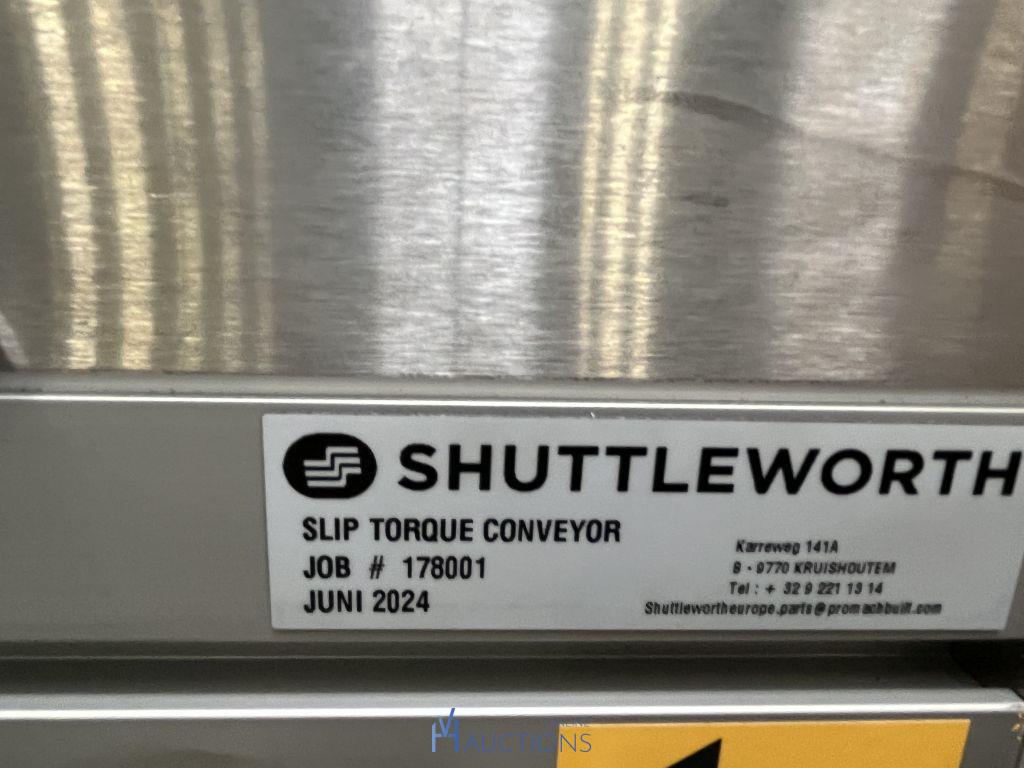 SHUTTLEWORTH
SLIP TORQUE CONVEYOR
JOB # 178001
JUNI 2024
Karreweg 141A
B - 9770 KRUISHOUTEM
Tel : + 32 9 221 13 14
Shuttlewortheurope.parts@promachbuilt.com
AUCTIONS